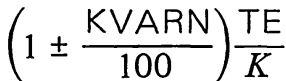 (1 ± KVARN/100) TE/K